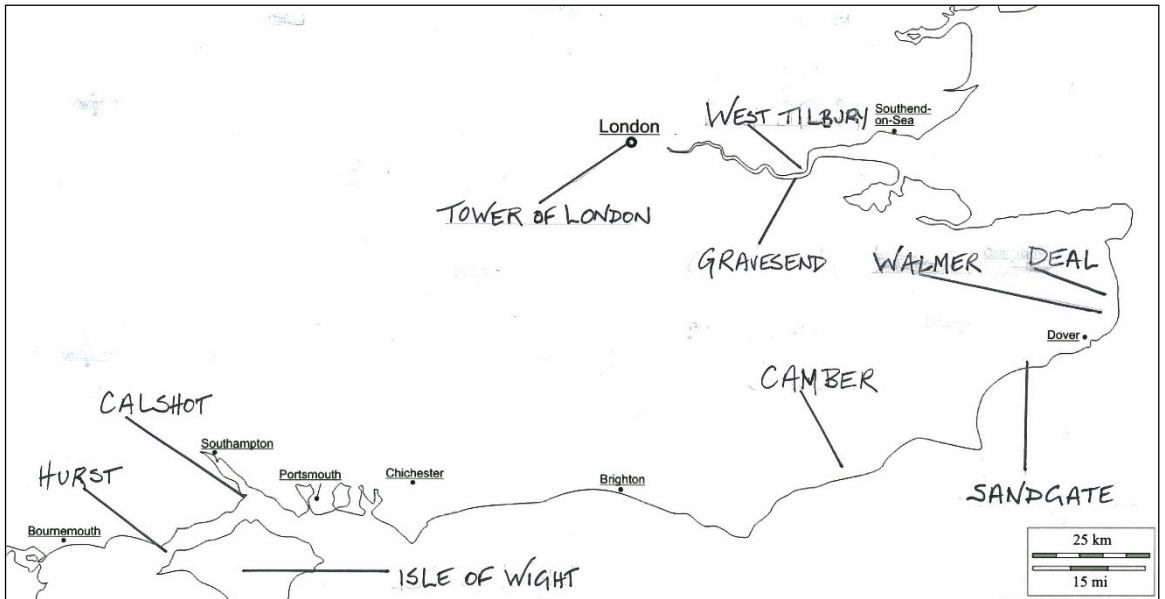 London
WEST TILBURY
Southend-
on-Sea
TOWER OF LONDON
GRAVESEND
WALMER
DEAL
Dover
CAMBER
CALSHOT
Southampton
HURST
Portsmouth
Chichester
Brighton
SANDGATE
Bournemouth
ISLE OF WIGHT
25 km
15 mi